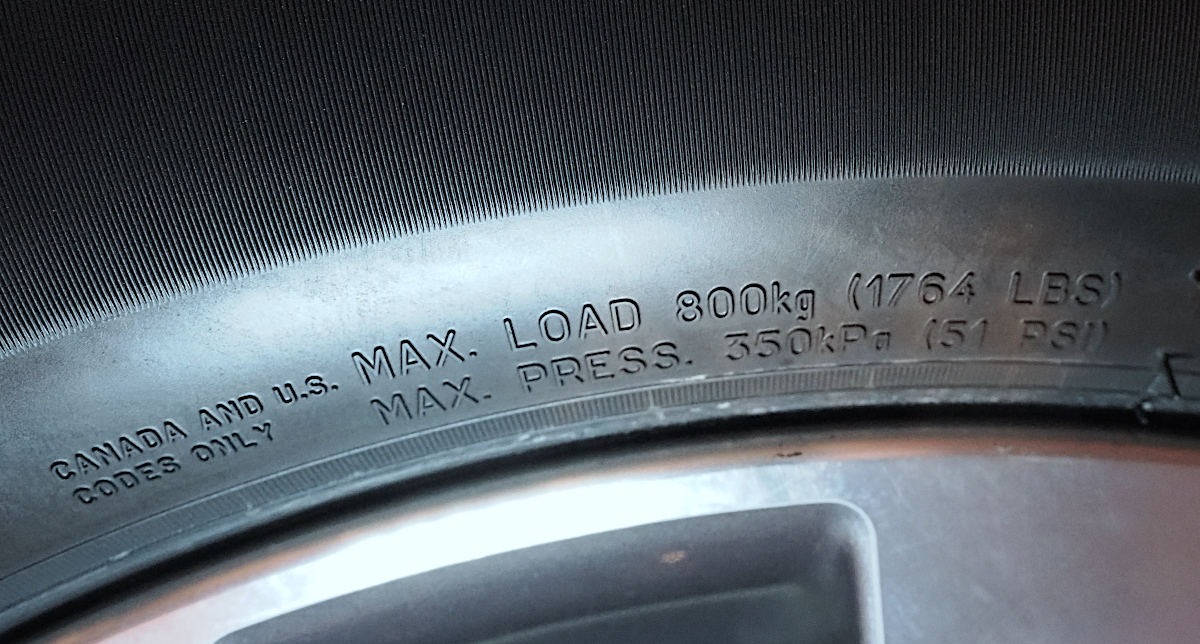 CANADA AND U.S.
CODES ONLY
MAX. LOAD 800kg (1764 LBS)
MAX. PRESS. 350kPa (51 PSI)